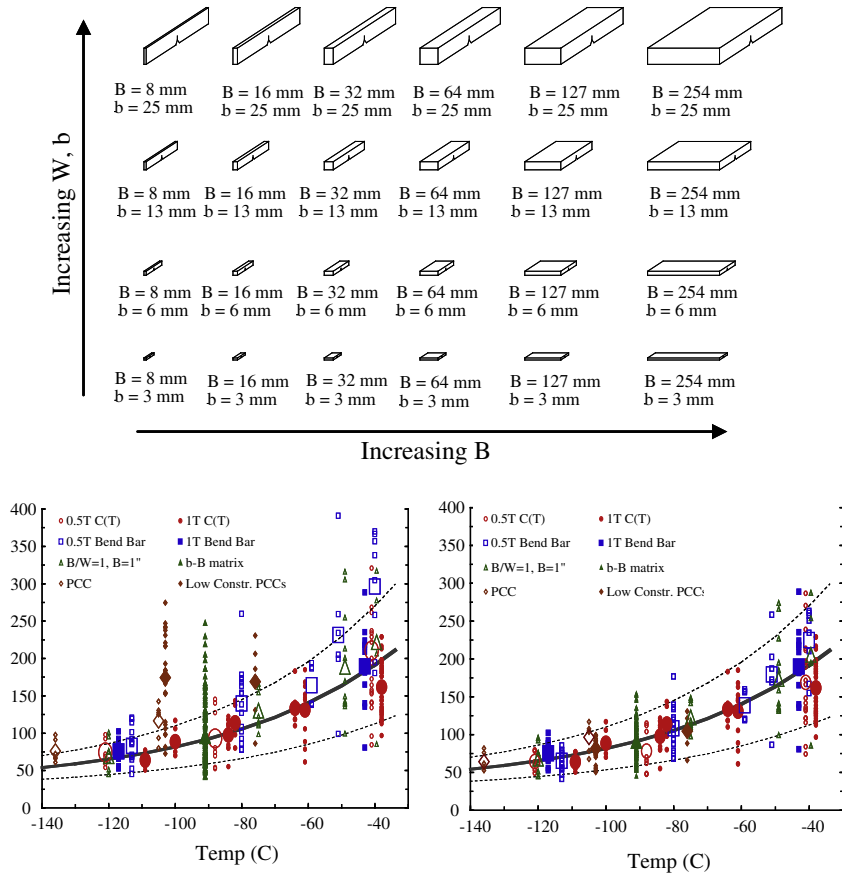 Increasing W, b
B = 8 mm B = 16 mm B = 32 mm B = 64 mm B = 127 mm B = 254 mm
b = 25 mm b = 25 mm b = 25 mm b = 25 mm b = 25 mm b = 25 mm
B = 8 mm B = 16 mm B = 32 mm B = 64 mm B = 127 mm B = 254 mm
b = 13 mm b = 13 mm b = 13 mm b = 13 mm b = 13 mm b = 13 mm
B = 8 mm B = 16 mm B = 32 mm B = 64 mm B = 127 mm B = 254 mm
b = 6 mm b = 6 mm b = 6 mm b = 6 mm b = 6 mm b = 6 mm
B = 8 mm B = 16 mm B = 32 mm B = 64 mm B = 127 mm B = 254 mm
b = 3 mm b = 3 mm b = 3 mm b = 3 mm b = 3 mm b = 3 mm
Increasing B
400
350
300
250
200
150
100
50
0
0.5T C(T) 1T C(T)
0.5T Bend Bar 1T Bend Bar
B/W=1, B=1" b-B matrix
PCC Low Constr. PCCs
-140 -120 -100 -80 -60 -40
Temp (C)
400
350
300
250
200
150
100
50
0
0.5T C(T) 1T C(T)
0.5T Bend Bar 1T Bend Bar
B/W=1, B=1" b-B matrix
PCC Low Constr. PCCs
-140 -120 -100 -80 -60 -40
Temp (C)